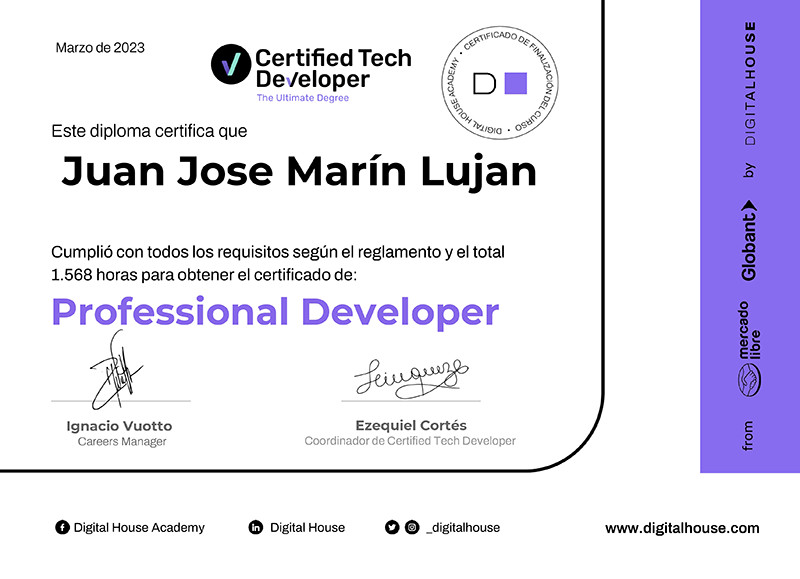 Marzo de 2023
Certified Tech
Developer
The Ultimate Degree
CERTIFICADO DE FINALIZACIÓN DEL CURSO • DIGITAL HOUSE ACADEMY •
D
Este diploma certifica que
Juan Jose Marín Lujan
Cumplió con todos los requisitos según el reglamento y el total
1.568 horas para obtener el certificado de:
Professional Developer
Ignacio Vuotto
Careers Manager
Ezequiel Cortés
Coordinador de Certified Tech Developer
from
mercado
libre
Globant
by
DIGITALHOUSE
Digital House Academy
in Digital House
_digitalhouse
www.digitalhouse.com